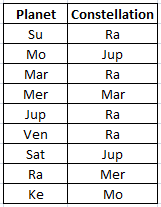 Planet Constellation
Su Ra
Mo Jup
Mar Ra
Mer Mar
Jup Ra
Ven Ra
Sat Jup
Ra Mer
Ke Mo